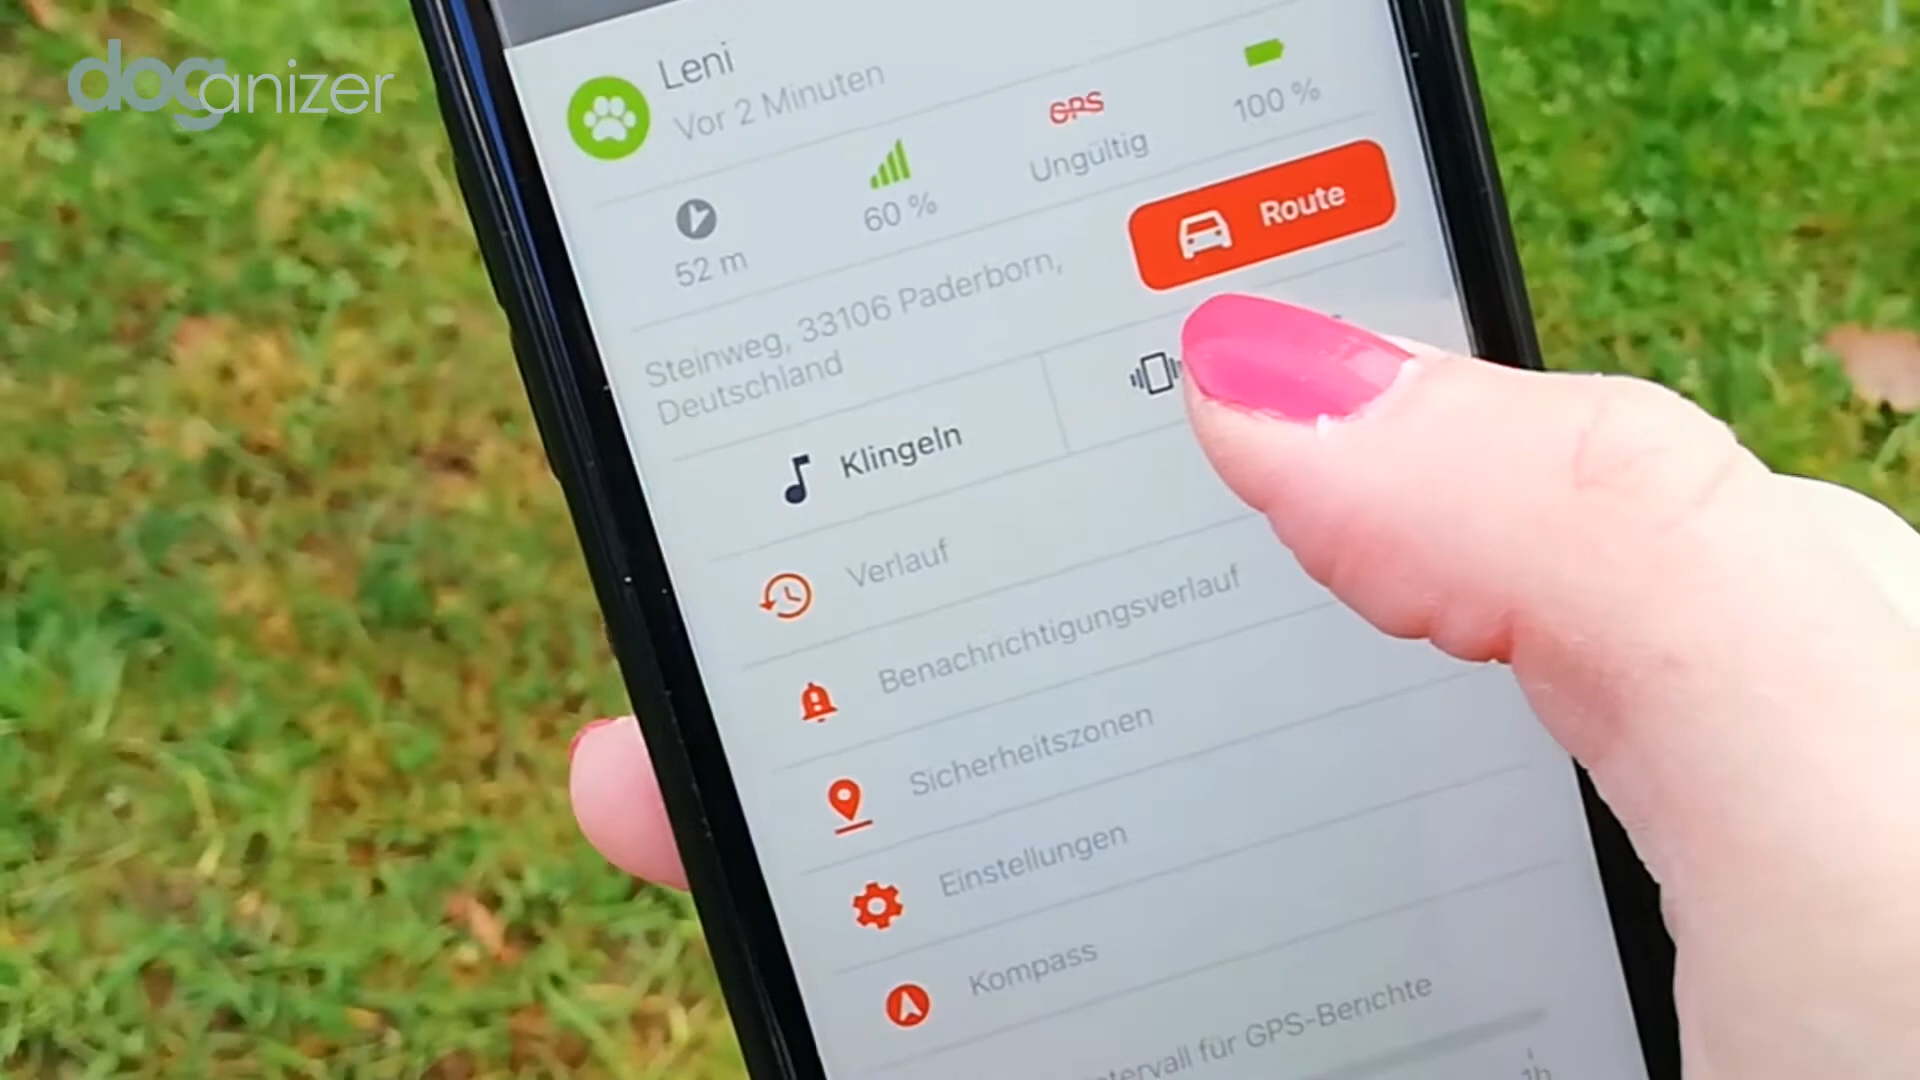 doganizer
Leni
Vor 2 Minuten
52 m
60 %
GPS
Ungültig
100 %
Steinweg, 33106 Paderborn,
Deutschland
Route
Klingeln
Verlauf
Benachrichtigungsverlauf
Sicherheitszonen
Einstellungen
Kompass
für GPS-Berichte
1h